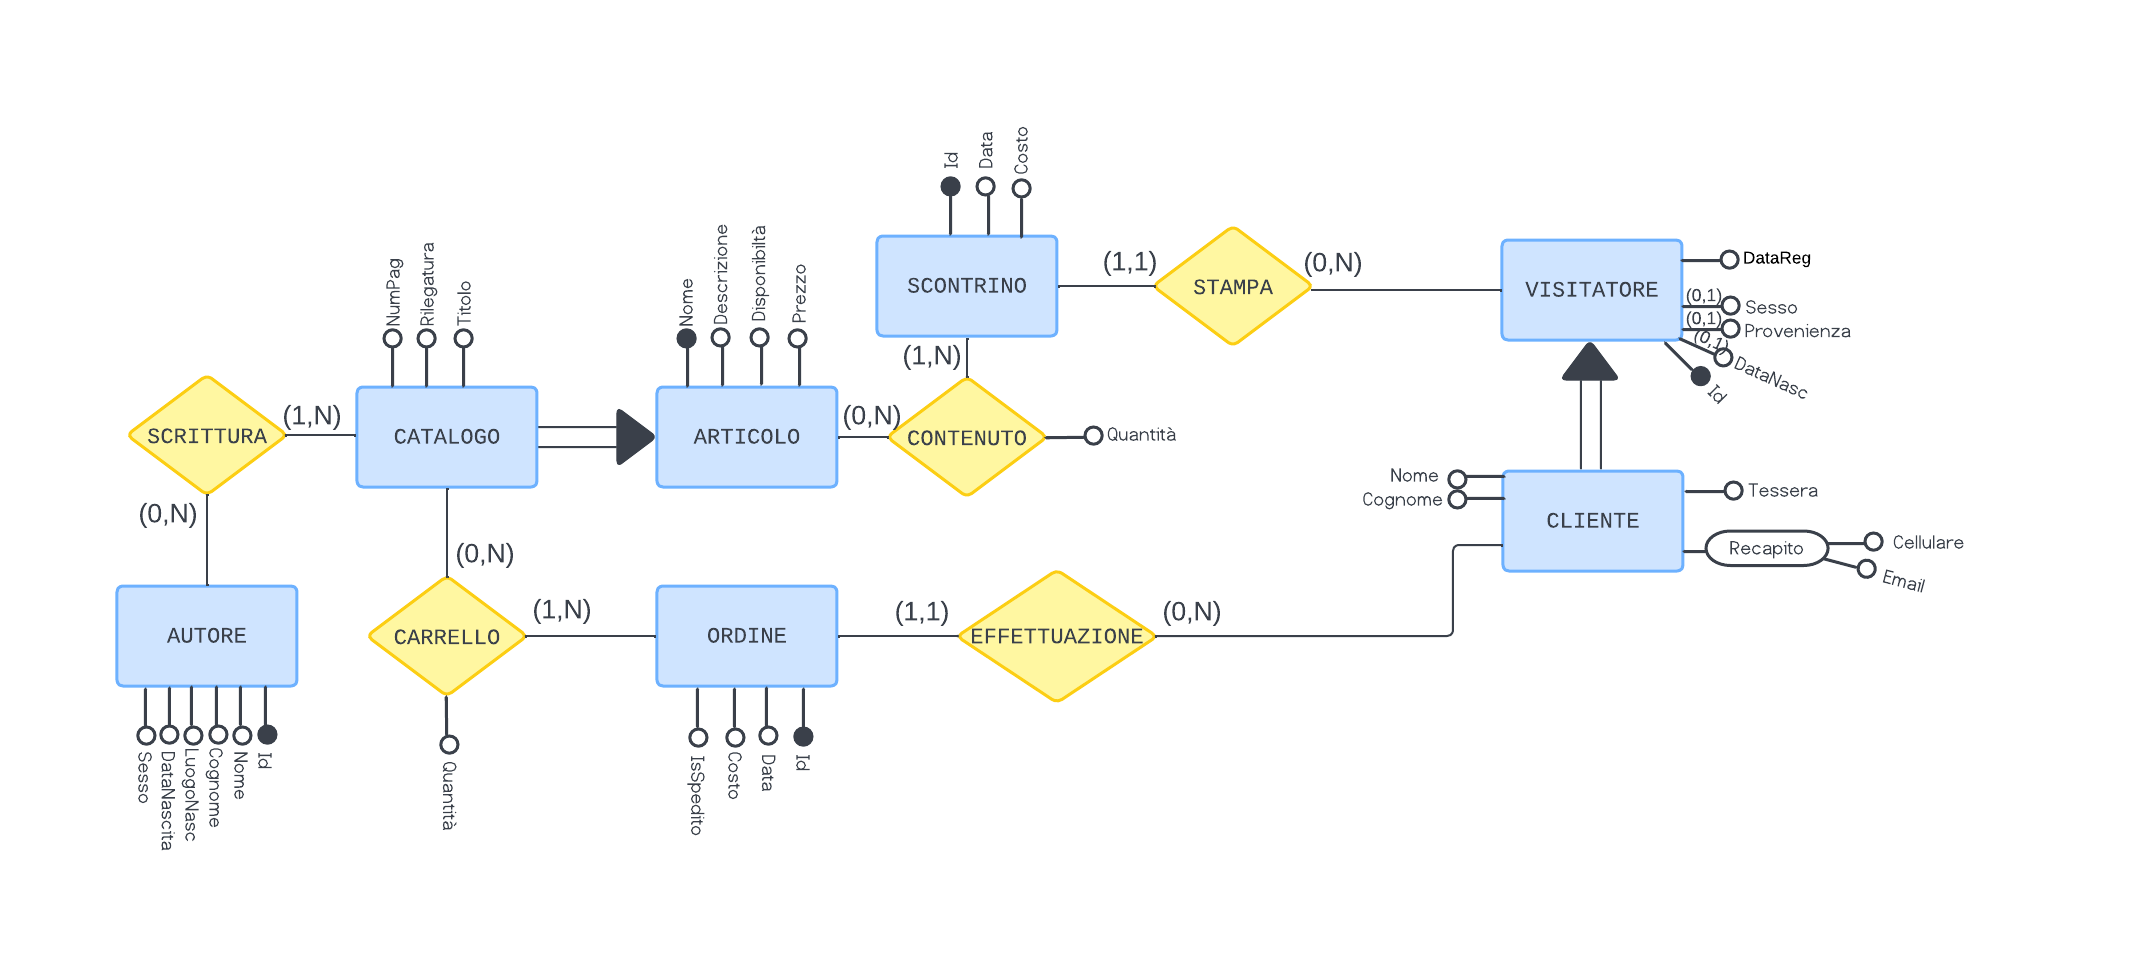 Id
Data
Costo
SCONTRINO
(1,1)
STAMPA
(0,N)
VISITATORE
DataReg
(0,1)
Sesso
(0,1)
Provenienza
(0,1)
DataNasc
Id
NumPag
Rilegatura
Titolo
Nome
Descrizione
Disponibiltà
Prezzo
(1,N)
SCRITTURA
(1,N)
CATALOGO
ARTICOLO
(0,N)
CONTENUTO
Quantità
Nome
Cognome
CLIENTE
Tessera
Recapito
Cellulare
Email
(0,N)
(0,N)
AUTORE
CARRELLO
(1,N)
ORDINE
(1,1)
EFFETTUAZIONE
(0,N)
Sesso
DataNascita
LuogoNasc
Cognome
Nome
Id
Quantità
IsSpedito
Costo
Data
Id